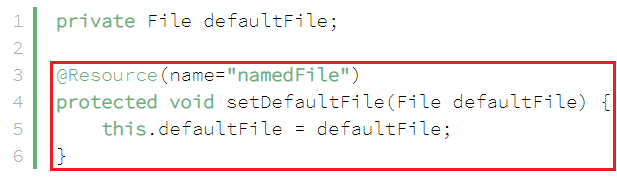 1 private File defaultFile;
2
3 @Resource(name="namedFile")
4 protected void setDefaultFile(File defaultFile) {
5     this.defaultFile = defaultFile;
6 }